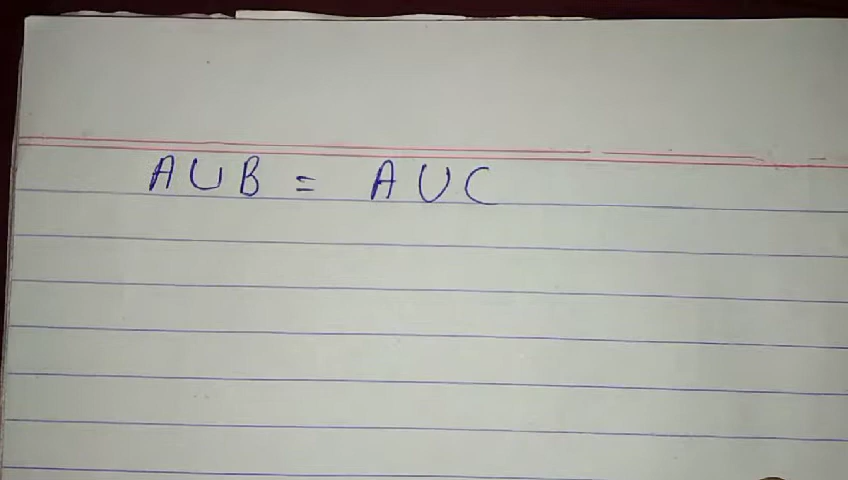 A ∪ B = A ∪ C